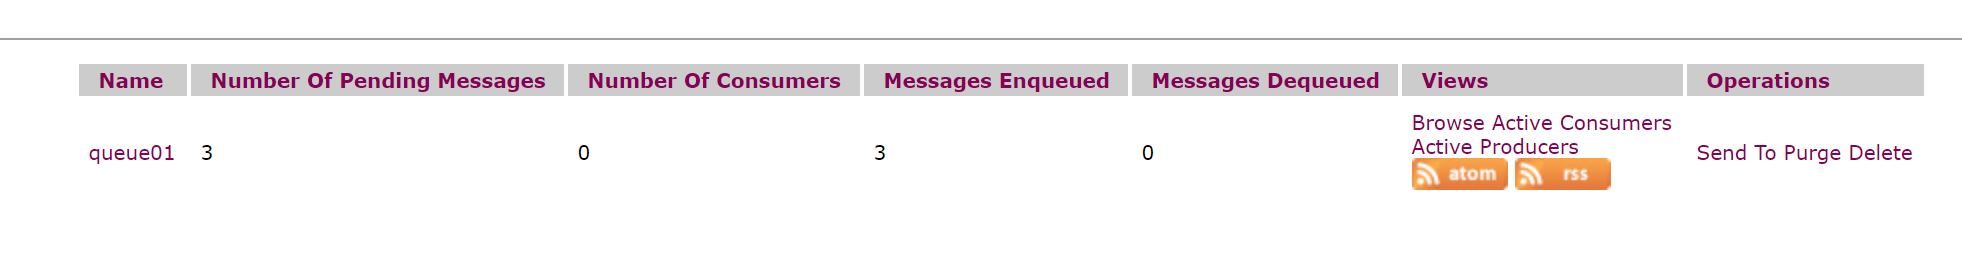 Name Number Of Pending Messages Number Of Consumers Messages Enqueued Messages Dequeued Views Operations
queue01 3 0 3 0 Browse Active Consumers
Active Producers
atom rss
Send To Purge Delete